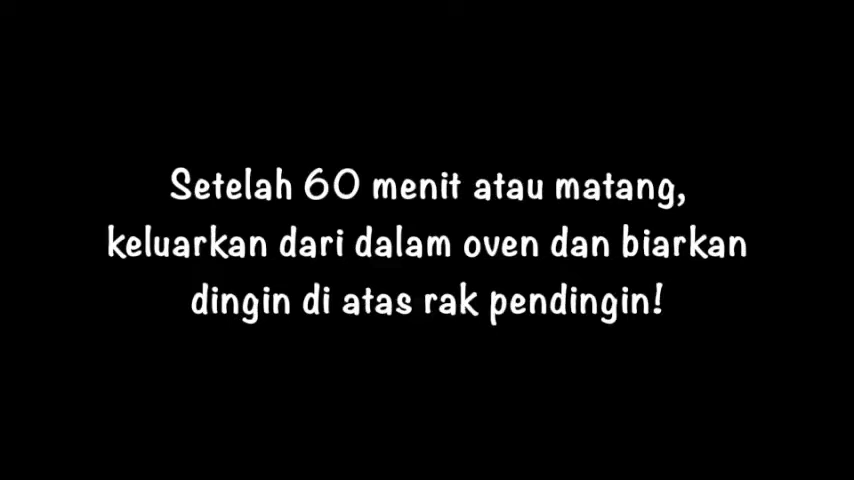 Setelah 60 menit atau matang,
keluarkan dari dalam oven dan biarkan
dingin di atas rak pendingin!